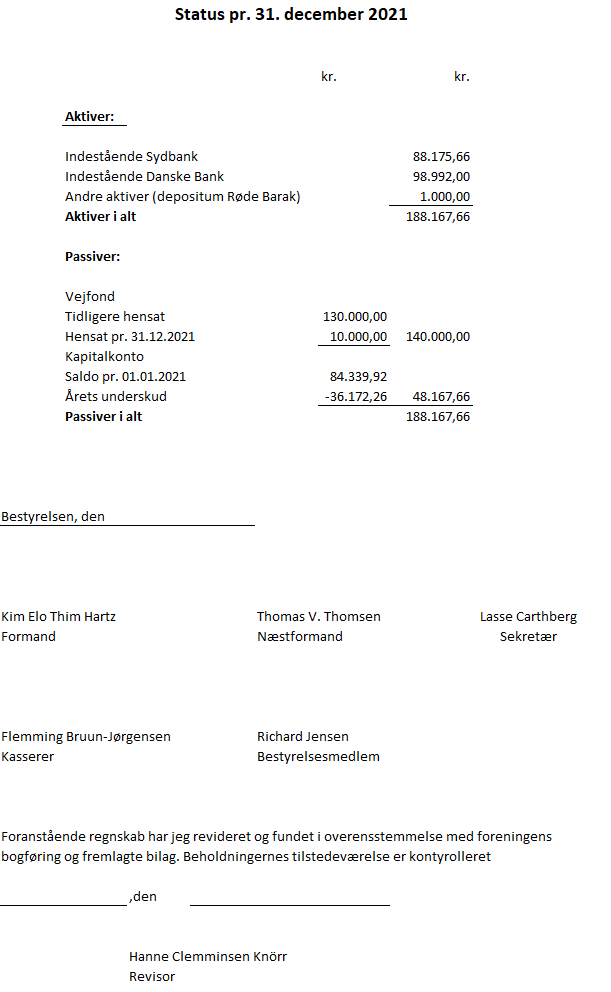 Status pr. 31. december 2021
kr. kr.
Aktiver:
Indestående Sydbank 88.175,66
Indestående Danske Bank 98.992,00
Andre aktiver (depositum Røde Barak) 1.000,00
Aktiver i alt 188.167,66
Passiver:
Vejfond
Tidligere hensat 130.000,00
Hensat pr. 31.12.2021 10.000,00 140.000,00
Kapitalkonto
Saldo pr. 01.01.2021 84.339,92
Årets underskud -36.172,26 48.167,66
Passiver i alt 188.167,66
Bestyrelsen, den
Kim Elo Thim Hartz Thomas V. Thomsen Lasse Carthberg
Formand Næstformand Sekretær
Flemming Bruun-Jørgensen Richard Jensen
Kasserer Bestyrelsesmedlem
Foranstående regnskab har jeg revideret og fundet i overensstemmelse med foreningens
bogføring og fremlagte bilag. Beholdningernes tilstedeværelse er kontyrolleret
,den
Hanne Clemminsen Knörr
Revisor